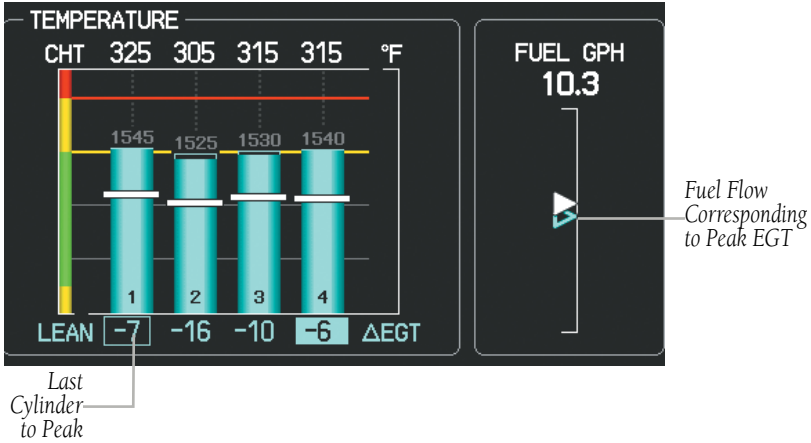 TEMPERATURE
CHT 325 305 315 315 °F
1545 1525 1530 1540
1 2 3 4
LEAN -7 -16 -10 -6 ΔEGT
FUEL GPH
10.3
Fuel Flow
Corresponding
to Peak EGT
Last
Cylinder
to Peak